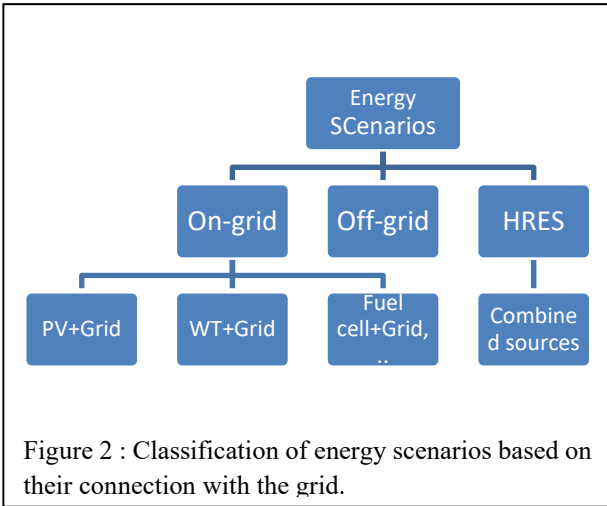 Energy
SCenarios
On-grid
Off-grid
HRES
PV+Grid
WT+Grid
Fuel
cell+Grid,
..
Combine
d sources
Figure 2 : Classification of energy scenarios based on
their connection with the grid.